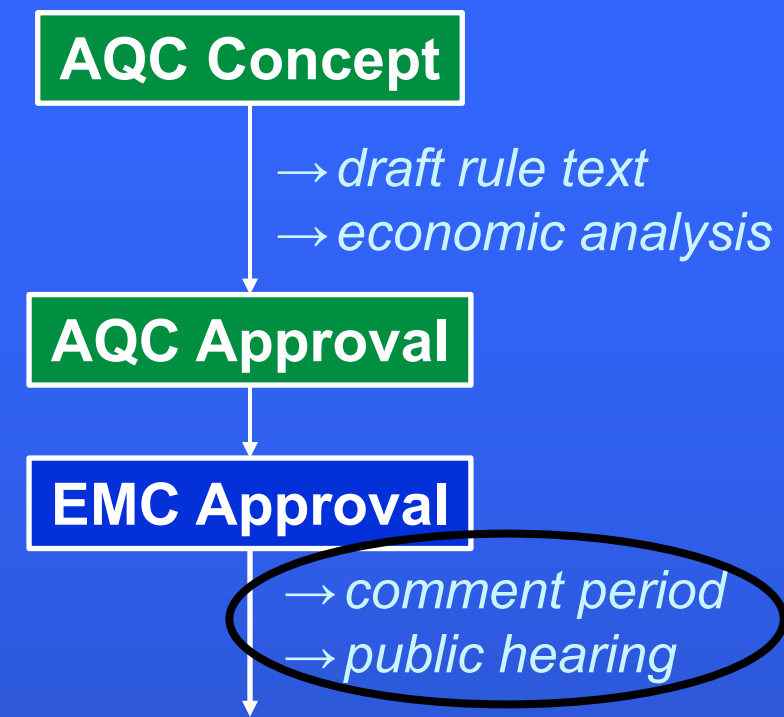 AQC Concept
→ draft rule text
→ economic analysis
AQC Approval
EMC Approval
→ comment period
→ public hearing